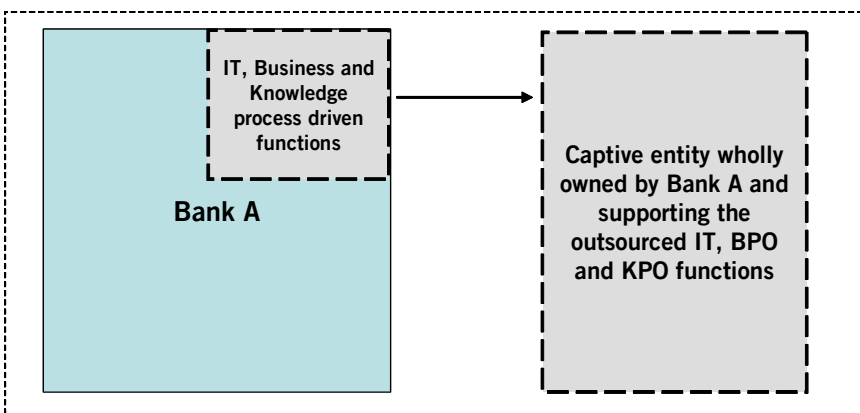 IT, Business and
Knowledge
process driven
functions
Bank A
Captive entity wholly
owned by Bank A and
supporting the
outsourced IT, BPO
and KPO functions